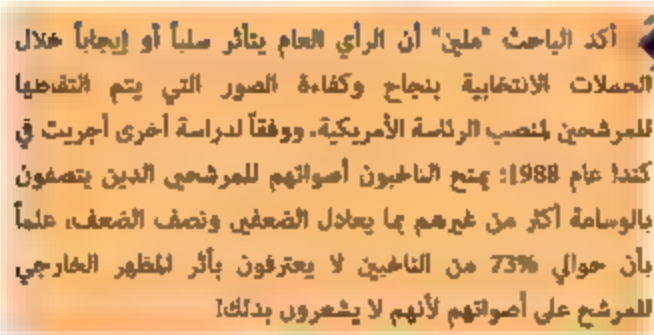 أكد الباحث "ملين" أن الرأي العام يتأثر سلباً أو إيجاباً خلال
الحملات الانتخابية بنجاح وكفاءة الصور التي يتم التقاطها
للمرشحين لمنصب الرئاسة الأمريكية. ووفقاً لدراسة أخرى أجريت في
كندا عام 1988؛ يمنح الناخبون أصواتهم للمرشحي الذين يتصفون
بالوسامة أكثر من غيرهم بما يعادل الضعفين ونصف الضعف، علماً
بأن حوالي 73% من الناخبين لا يعترفون بأثر المظهر الخارجي
للمرشح على أصواتهم لأنهم لا يشعرون بذلك!